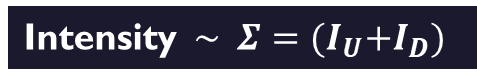 Intensity ~ Σ = (I_U+I_D)